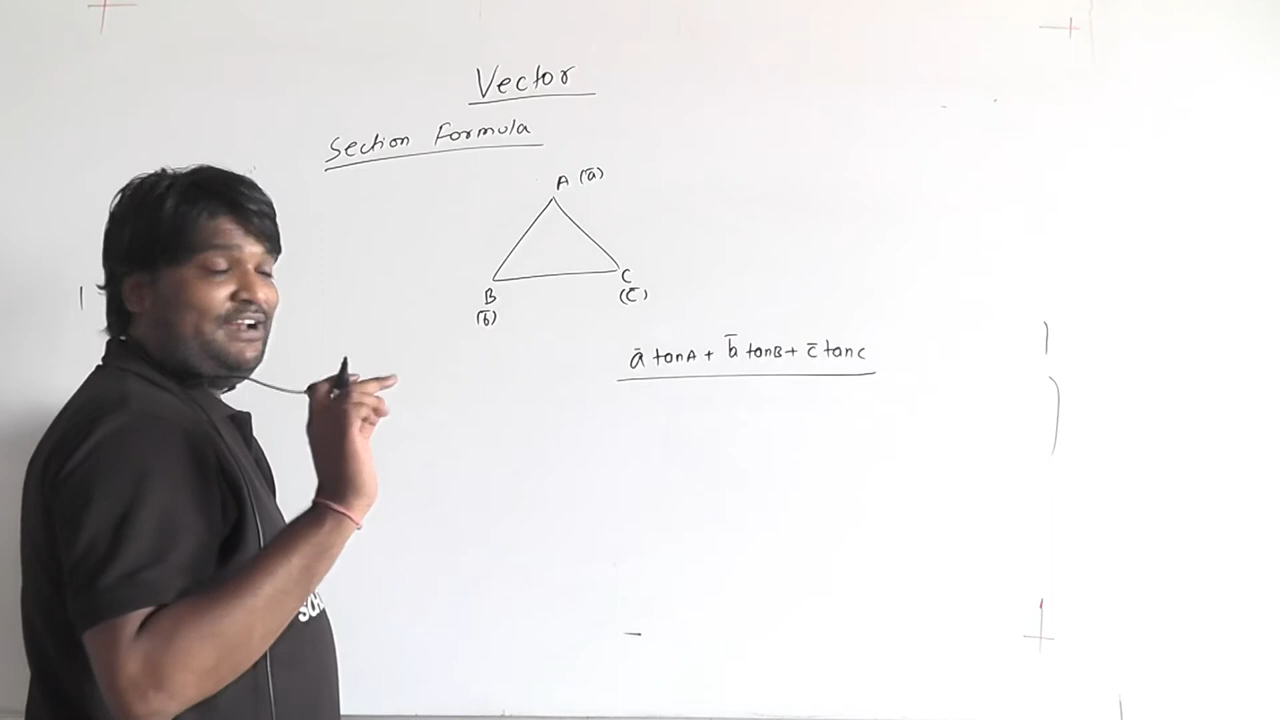 Vector
Section Formula
A (a̅)
B
(b̅)
C
(c̅)
a̅ tanA + b̅ tanB + c̅ tanC